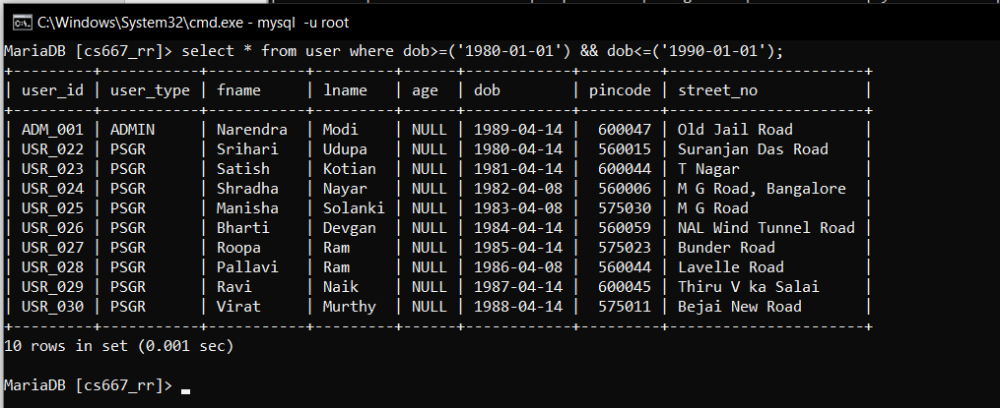 C:\Windows\System32\cmd.exe - mysql  -u root
MariaDB [cs667_rr]> select * from user where dob>=('1980-01-01') && dob<=('1990-01-01');
+---------+-----------+----------+---------+------+------------+---------+----------------------+
| user_id | user_type | fname    | lname   | age  | dob        | pincode | street_no            |
+---------+-----------+----------+---------+------+------------+---------+----------------------+
| ADM_001 | ADMIN     | Narendra | Modi    | NULL | 1989-04-14 |  600047 | Old Jail Road        |
| USR_022 | PSGR      | Srihari  | Udupa   | NULL | 1980-04-14 |  560015 | Suranjan Das Road    |
| USR_023 | PSGR      | Satish   | Kotian  | NULL | 1981-04-14 |  600044 | T Nagar              |
| USR_024 | PSGR      | Shradha  | Nayar   | NULL | 1982-04-08 |  560006 | M G Road, Bangalore  |
| USR_025 | PSGR      | Manisha  | Solanki | NULL | 1983-04-08 |  575030 | M G Road             |
| USR_026 | PSGR      | Bharti   | Devgan  | NULL | 1984-04-14 |  560059 | NAL Wind Tunnel Road |
| USR_027 | PSGR      | Roopa    | Ram     | NULL | 1985-04-14 |  575023 | Bunder Road          |
| USR_028 | PSGR      | Pallavi  | Ram     | NULL | 1986-04-08 |  560044 | Lavelle Road         |
| USR_029 | PSGR      | Ravi     | Naik    | NULL | 1987-04-14 |  600045 | Thiru V ka Salai     |
| USR_030 | PSGR      | Virat    | Murthy  | NULL | 1988-04-14 |  575011 | Bejai New Road       |
+---------+-----------+----------+---------+------+------------+---------+----------------------+
10 rows in set (0.001 sec)
MariaDB [cs667_rr]>